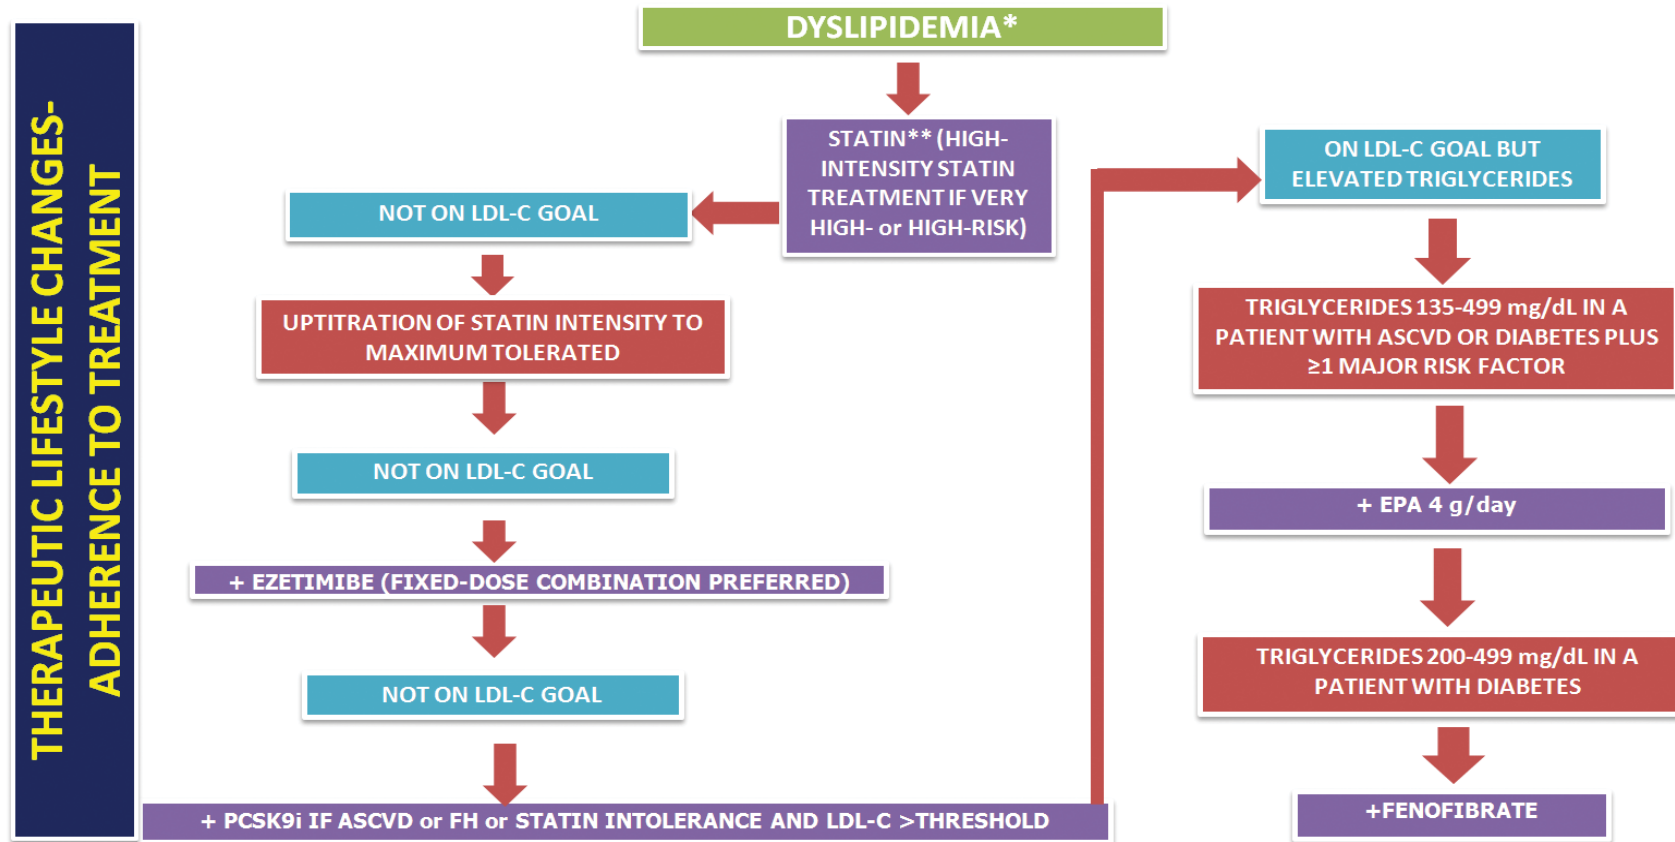 THERAPEUTIC LIFESTYLE CHANGES-
ADHERENCE TO TREATMENT
DYSLIPIDEMIA*
STATIN** (HIGH-
INTENSITY STATIN
TREATMENT IF VERY
HIGH- or HIGH-RISK)
NOT ON LDL-C GOAL
UPTITRATION OF STATIN INTENSITY TO
MAXIMUM TOLERATED
NOT ON LDL-C GOAL
+ EZETIMIBE (FIXED-DOSE COMBINATION PREFERRED)
NOT ON LDL-C GOAL
+ PCSK9i IF ASCVD or FH or STATIN INTOLERANCE AND LDL-C >THRESHOLD
ON LDL-C GOAL BUT
ELEVATED TRIGLYCERIDES
TRIGLYCERIDES 135-499 mg/dL IN A
PATIENT WITH ASCVD OR DIABETES PLUS
≥1 MAJOR RISK FACTOR
+ EPA 4 g/day
TRIGLYCERIDES 200-499 mg/dL IN A
PATIENT WITH DIABETES
+FENOFIBRATE